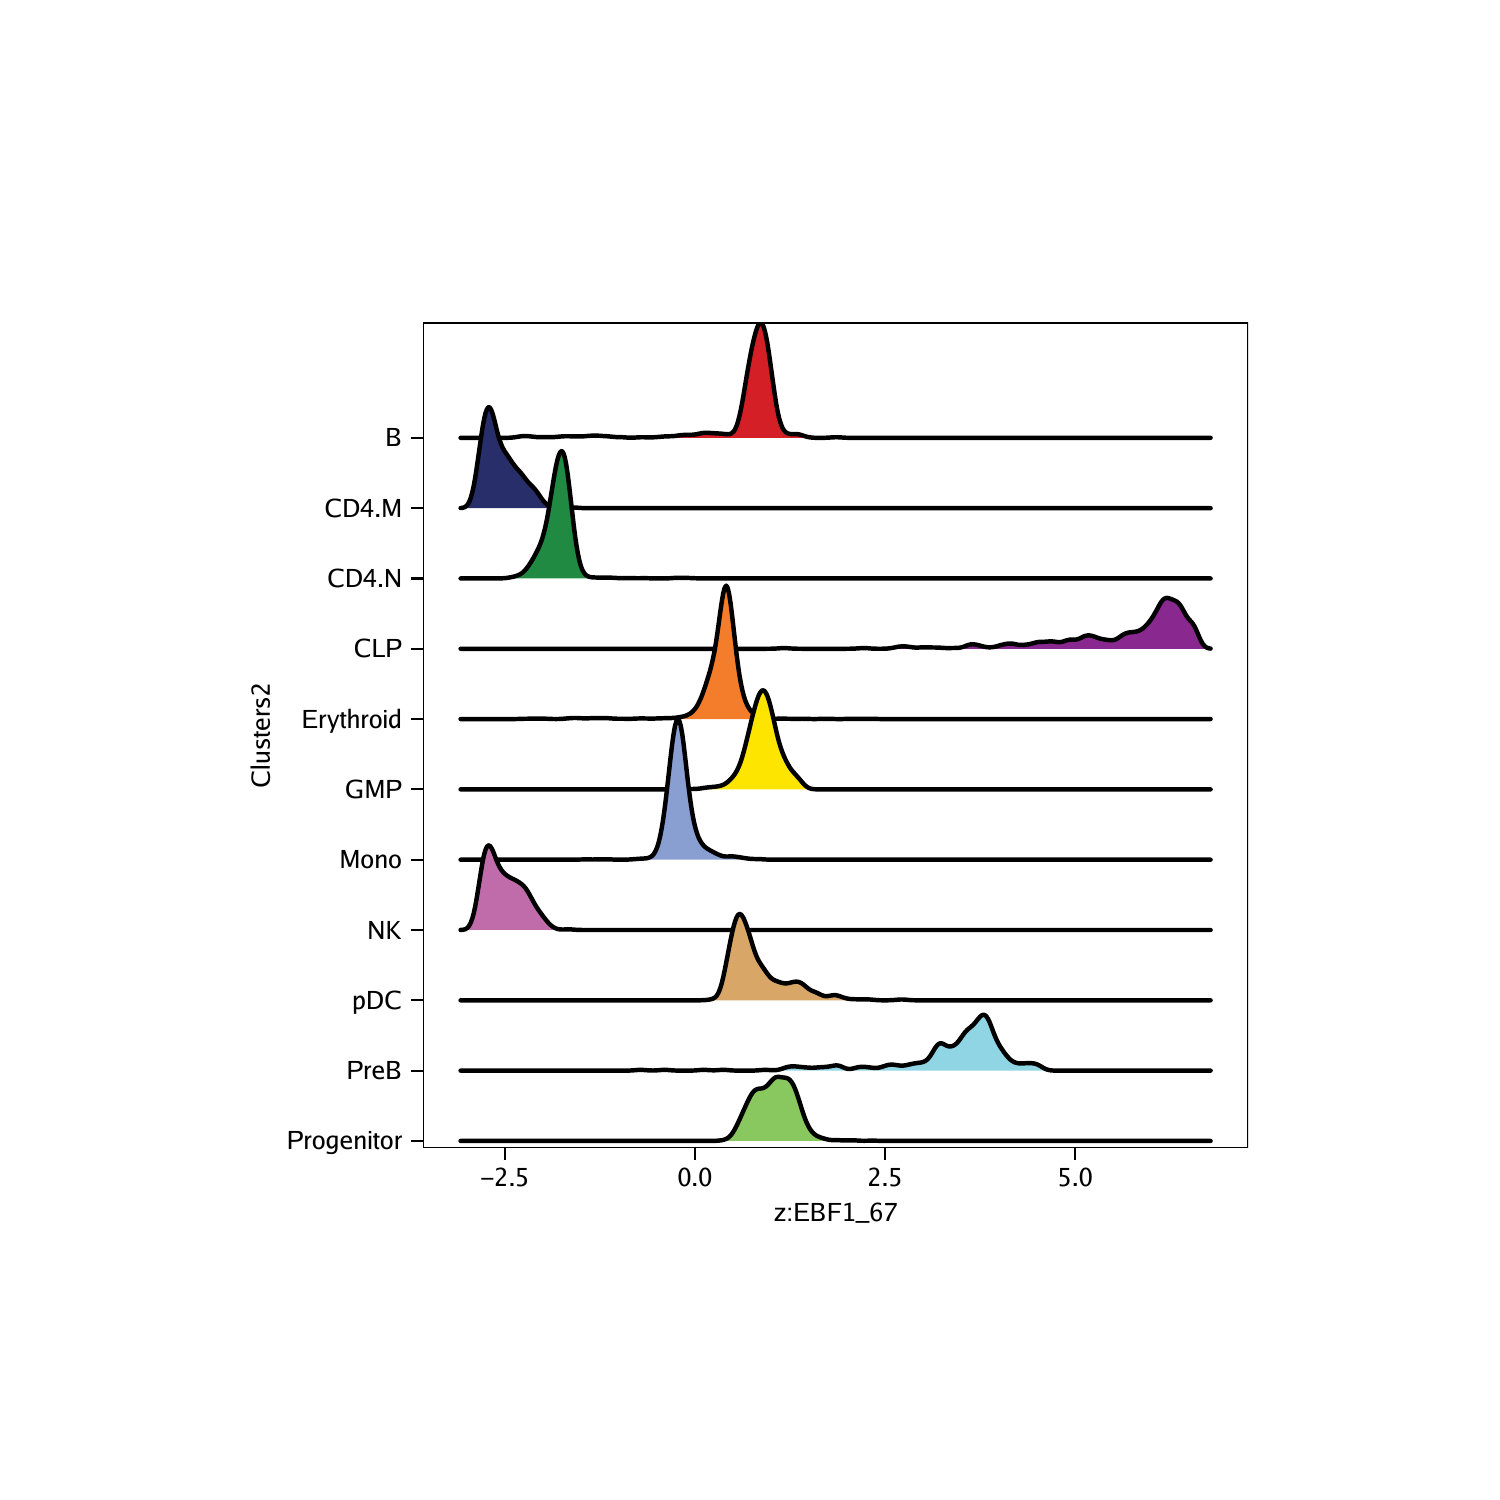 B
CD4.M
CD4.N
CLP
Erythroid
GMP
Mono
NK
pDC
PreB
Progenitor
Clusters2
−2.5 0.0 2.5 5.0
z:EBF1_67